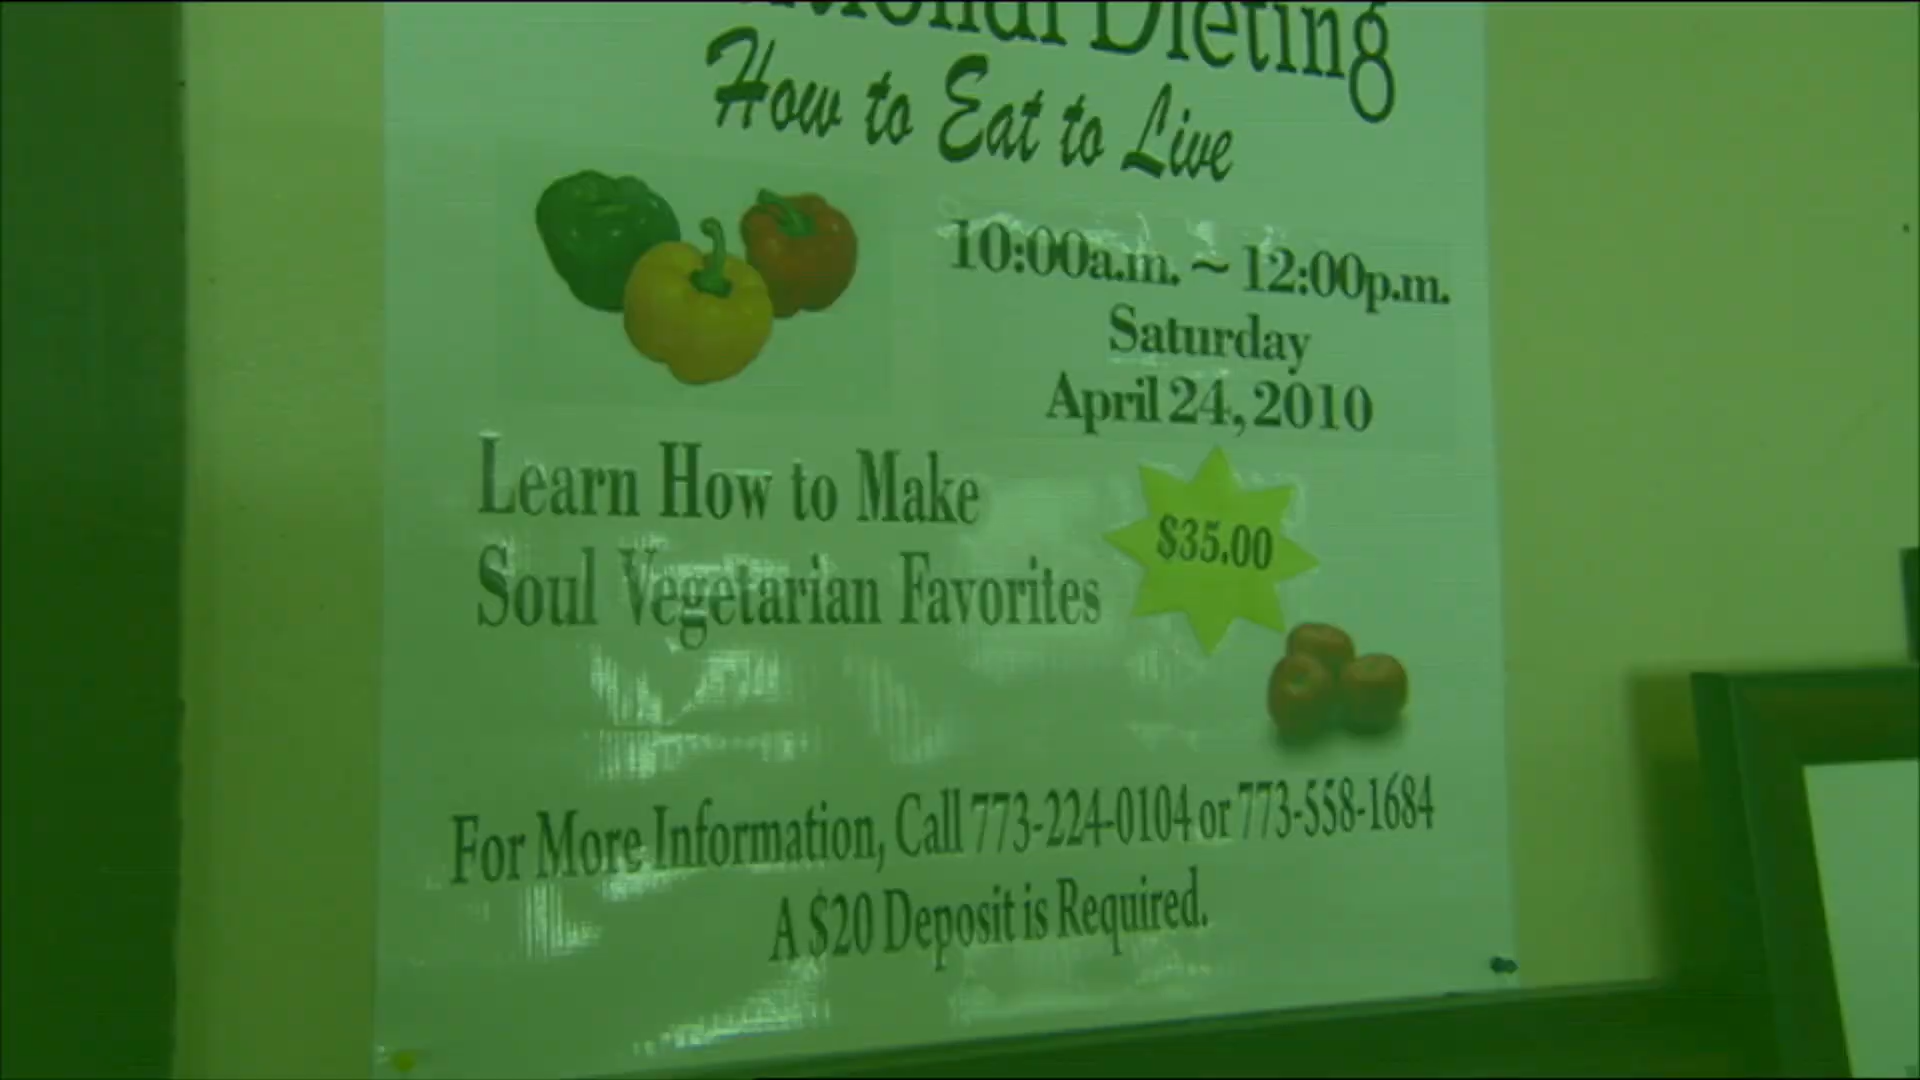 Dieting
How to Eat to Live
10:00a.m. ~ 12:00p.m.
Saturday
April 24, 2010
Learn How to Make
Soul Vegetarian Favorites
$35.00
For More Information, Call 773-224-0104 or 773-558-1684
A $20 Deposit is Required.